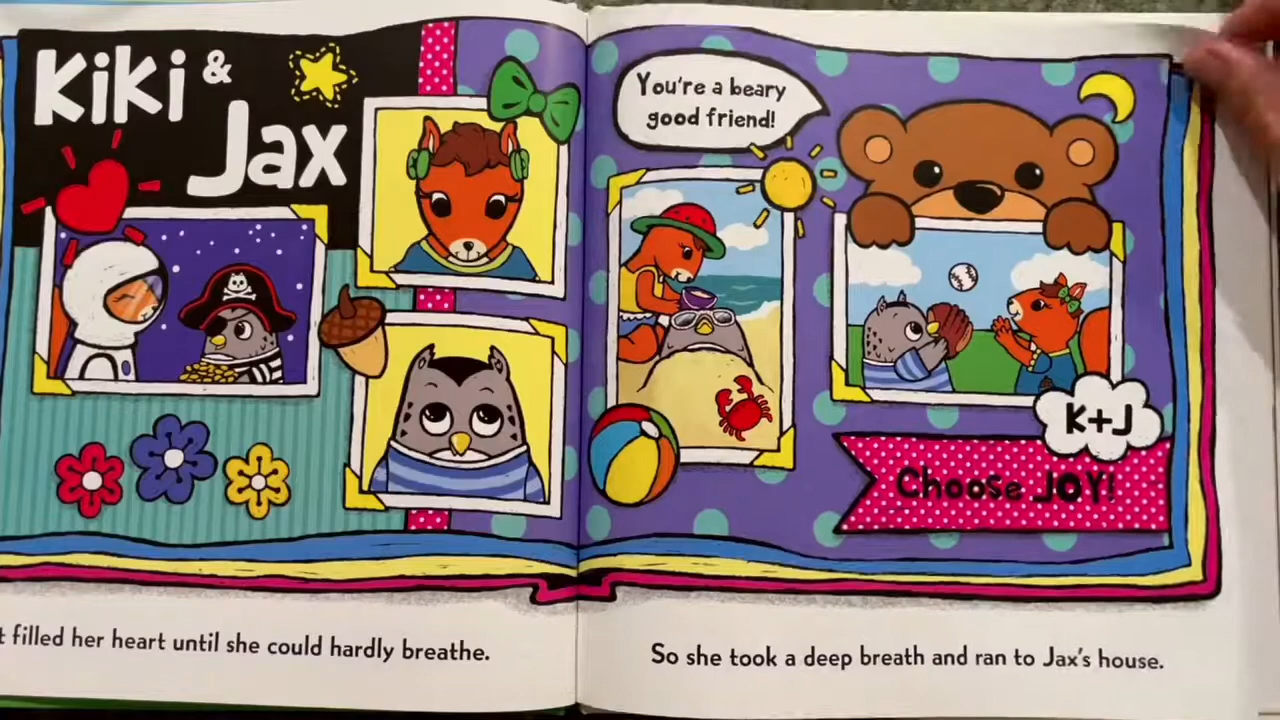 Kiki &
Jax
You're a beary
good friend!
K+J
Choose JOY!
filled her heart until she could hardly breathe.
So she took a deep breath and ran to Jax's house.